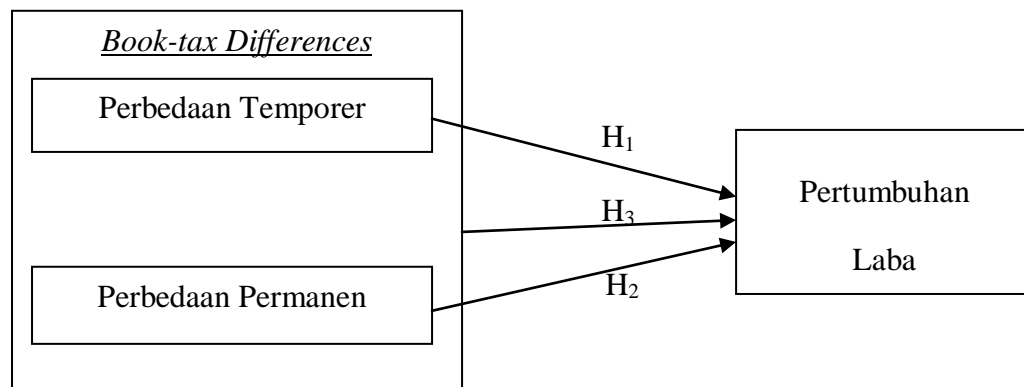 Book-tax Differences
Perbedaan Temporer
H₁
Pertumbuhan
H₃
Laba
Perbedaan Permanen
H₂